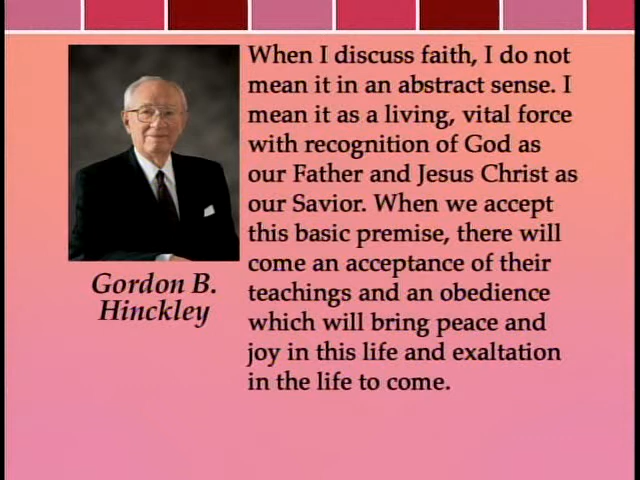 When I discuss faith, I do not
mean it in an abstract sense. I
mean it as a living, vital force
with recognition of God as
our Father and Jesus Christ as
our Savior. When we accept
this basic premise, there will
come an acceptance of their
teachings and an obedience
which will bring peace and
joy in this life and exaltation
in the life to come.
Gordon B.
Hinckley